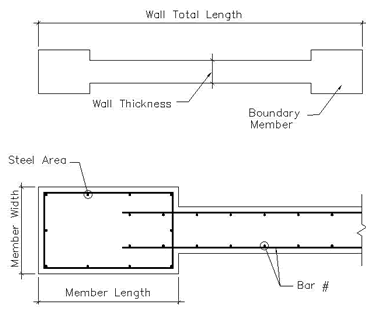 Wall Total Length
Wall Thickness
Boundary
Member
Steel Area
Member Width
Member Length
Bar #